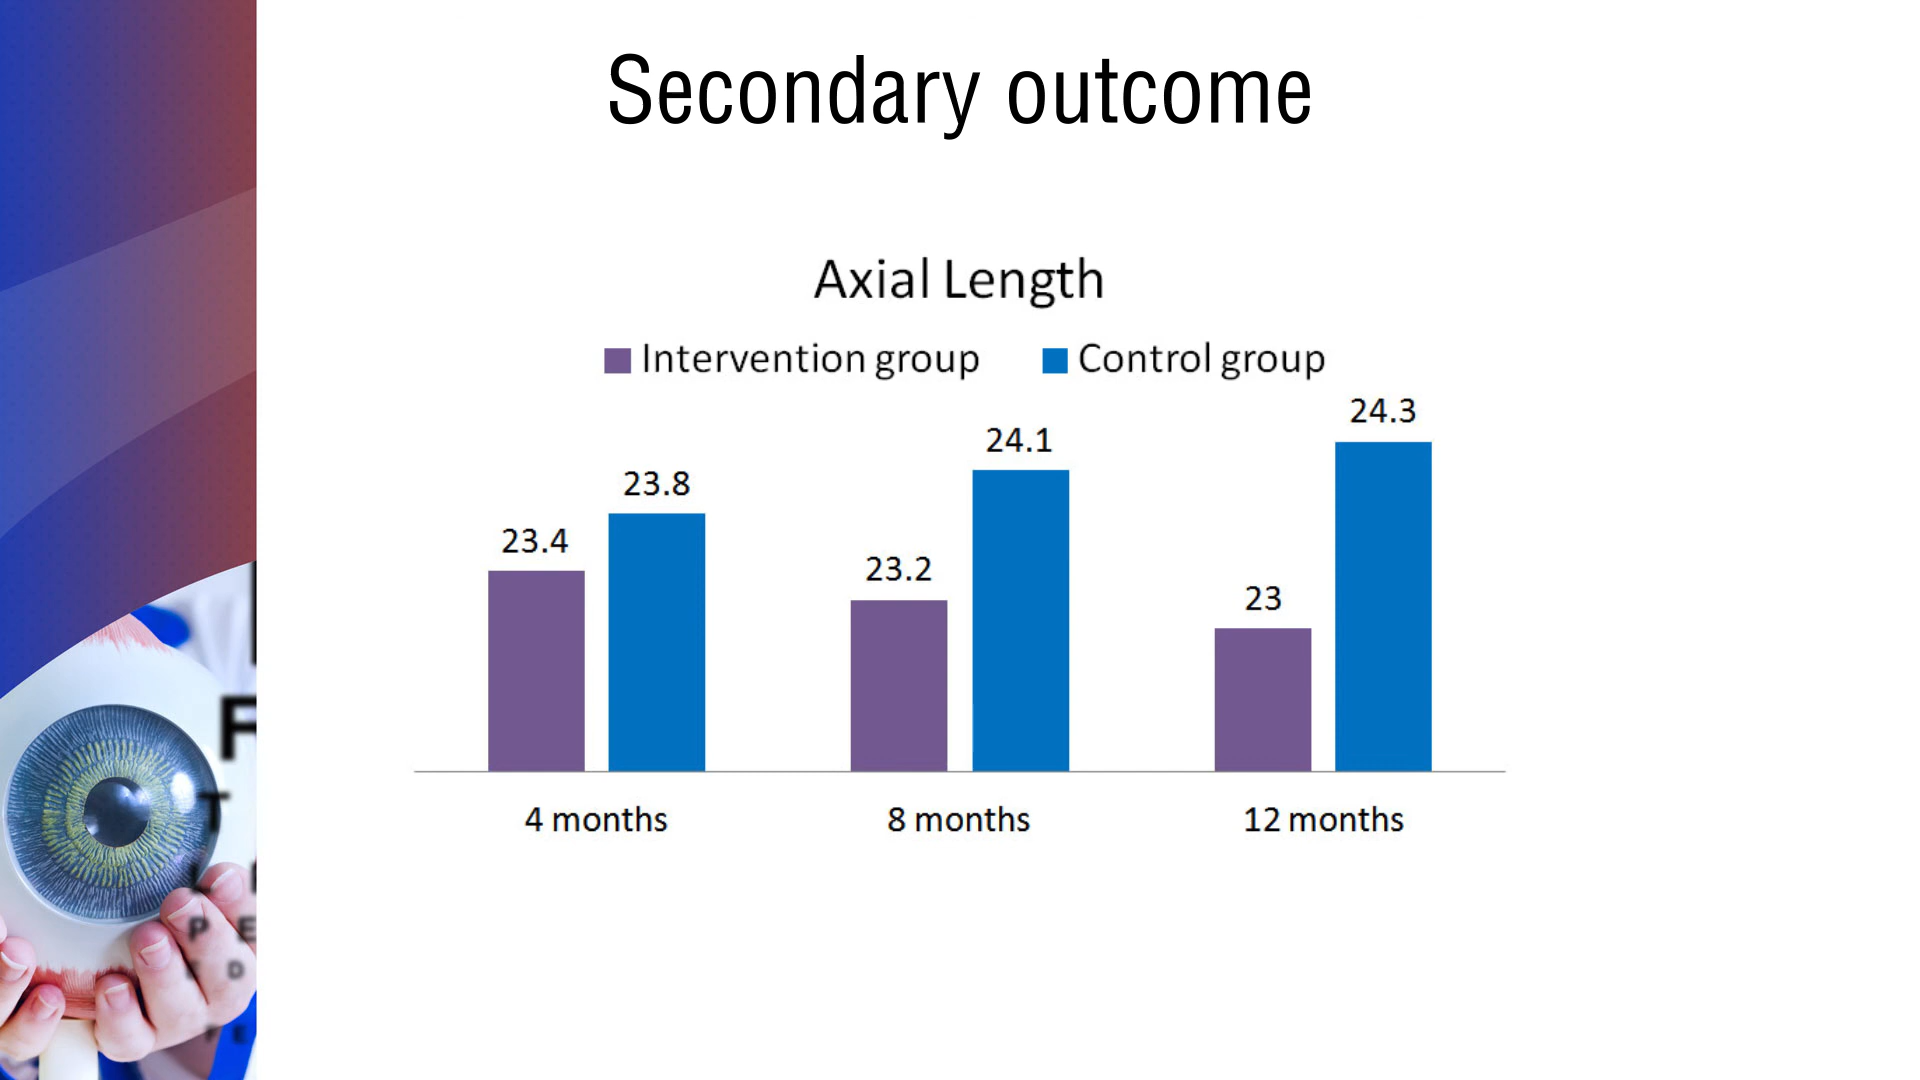 Secondary outcome
Axial Length
Intervention group Control group
24.3
24.1
23.8
23.4
23.2
23
4 months 8 months 12 months
F
T
L
P E
E D
F E